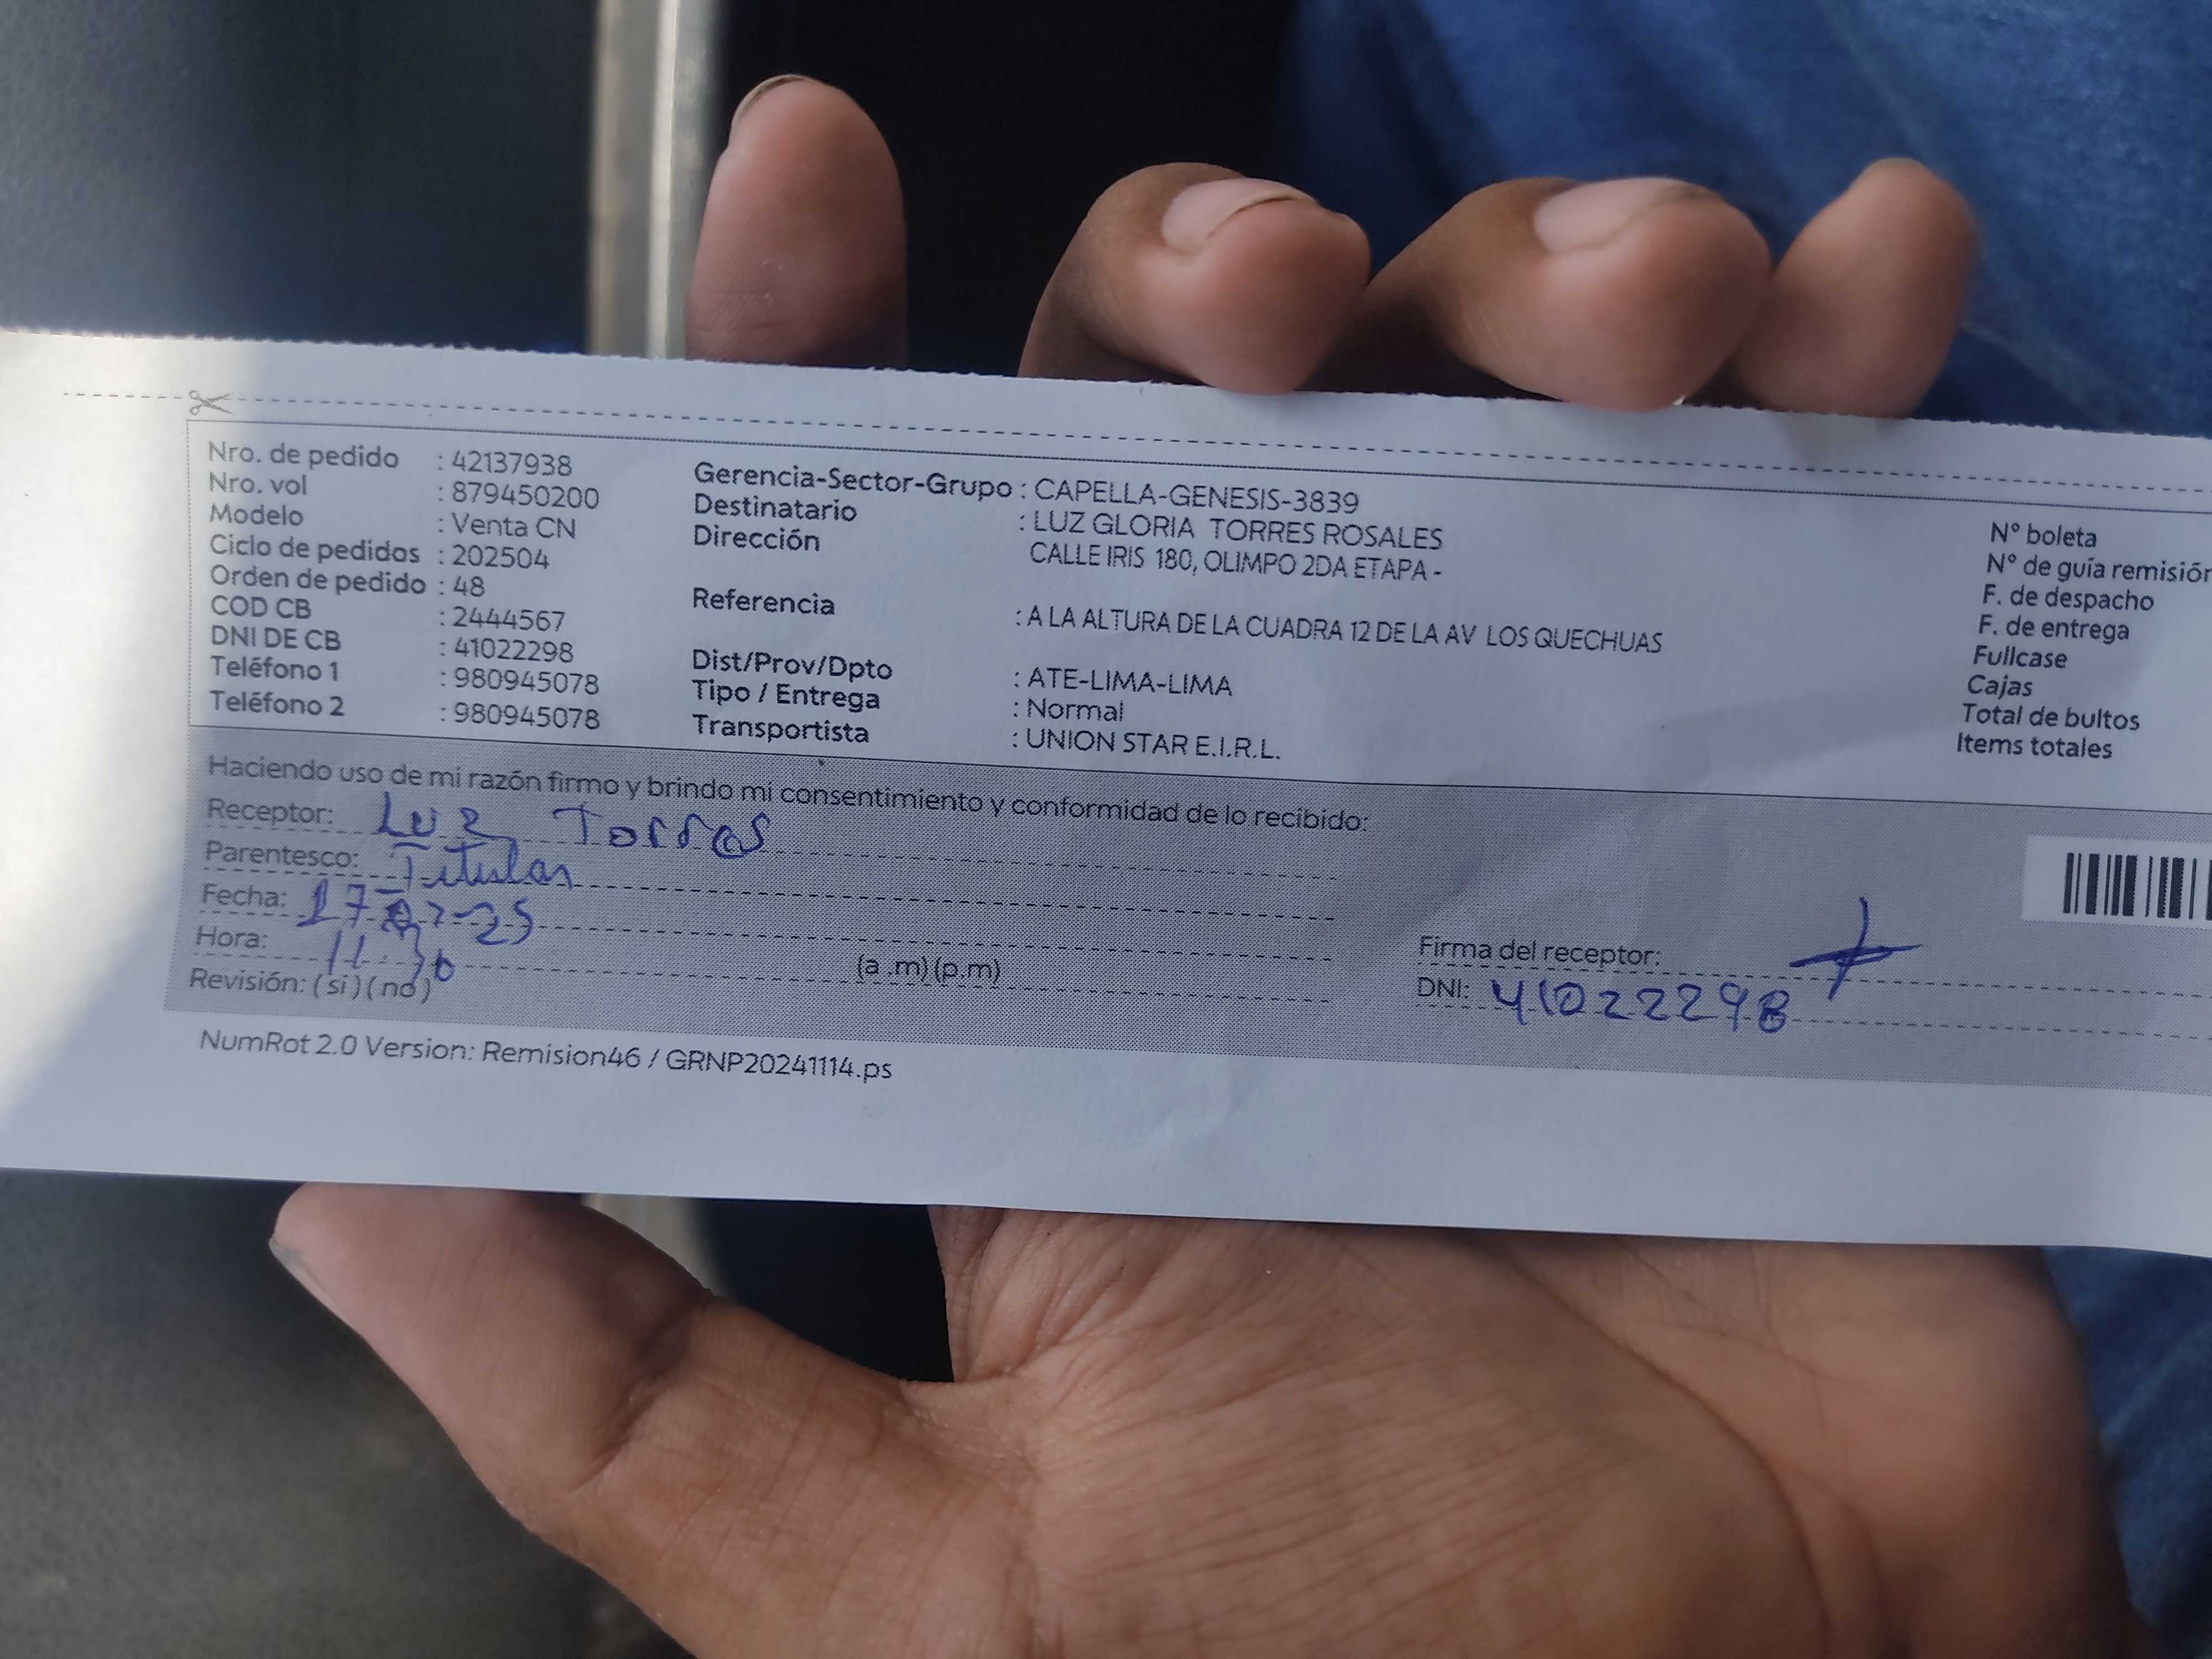 Nro. de pedido : 42137938
Nro. vol : 879450200
Modelo : Venta CN
Ciclo de pedidos : 202504
Orden de pedido : 48
COD CB : 2444567
DNI DE CB : 41022298
Teléfono 1 : 980945078
Teléfono 2 : 980945078
Gerencia-Sector-Grupo : CAPELLA-GENESIS-3839
Destinatario : LUZ GLORIA TORRES ROSALES
Dirección CALLE IRIS 180, OLIMPO 2DA ETAPA -
Referencia : A LA ALTURA DE LA CUADRA 12 DE LA AV LOS QUECHUAS
Dist/Prov/Dpto : ATE-LIMA-LIMA
Tipo / Entrega : Normal
Transportista : UNION STAR E.I.R.L.
N° boleta
N° de guía remisión
F. de despacho
F. de entrega
Fullcase
Cajas
Total de bultos
Items totales
Haciendo uso de mi razón firmo y brindo mi consentimiento y conformidad de lo recibido:
Receptor: Luz Torres
Parentesco: Titular
Fecha:
Hora: 11:30 (a .m) (p.m)
Revisión: (si) (no)
Firma del receptor:
DNI: 41022298
NumRot 2.0 Version: Remision46 / GRNP20241114.ps